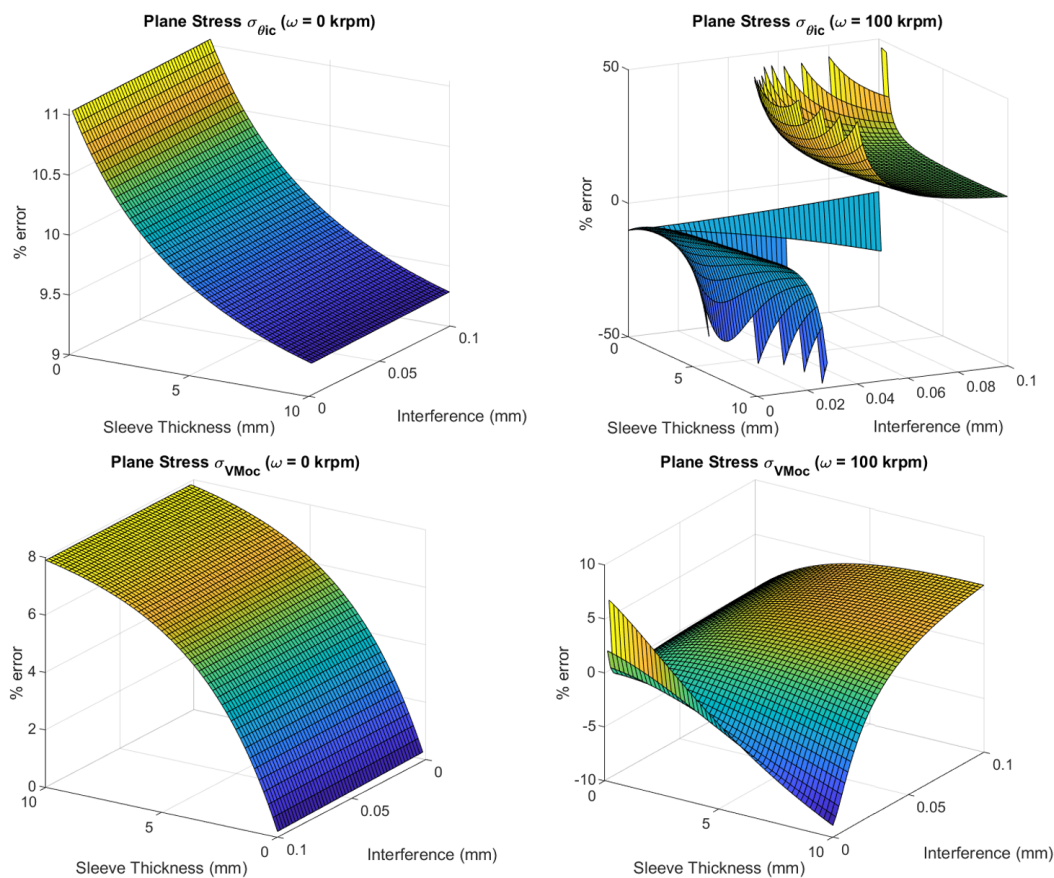 Plane Stress σθic (ω = 0 krpm)
11
10.5
10
9.5
9
% error
0
5
10
Sleeve Thickness (mm)
0
0.05
0.1
Interference (mm)
Plane Stress σθic (ω = 100 krpm)
50
0
-50
% error
0
5
10
Sleeve Thickness (mm)
0
0.02
0.04
0.06
0.08
0.1
Interference (mm)
Plane Stress σVMoc (ω = 0 krpm)
8
6
4
2
0
% error
10
5
0
Sleeve Thickness (mm)
0.1
0.05
0
Interference (mm)
Plane Stress σVMoc (ω = 100 krpm)
10
5
0
-5
-10
% error
0
5
10
Sleeve Thickness (mm)
0
0.05
0.1
Interference (mm)